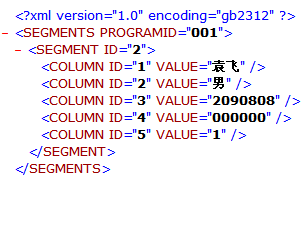 <?xml version="1.0" encoding="gb2312" ?>
- <SEGMENTS PROGRAMID="001">
- <SEGMENT ID="2">
<COLUMN ID="1" VALUE="袁飞" />
<COLUMN ID="2" VALUE="男" />
<COLUMN ID="3" VALUE="2090808" />
<COLUMN ID="4" VALUE="000000" />
<COLUMN ID="5" VALUE="1" />
</SEGMENT>
</SEGMENTS>